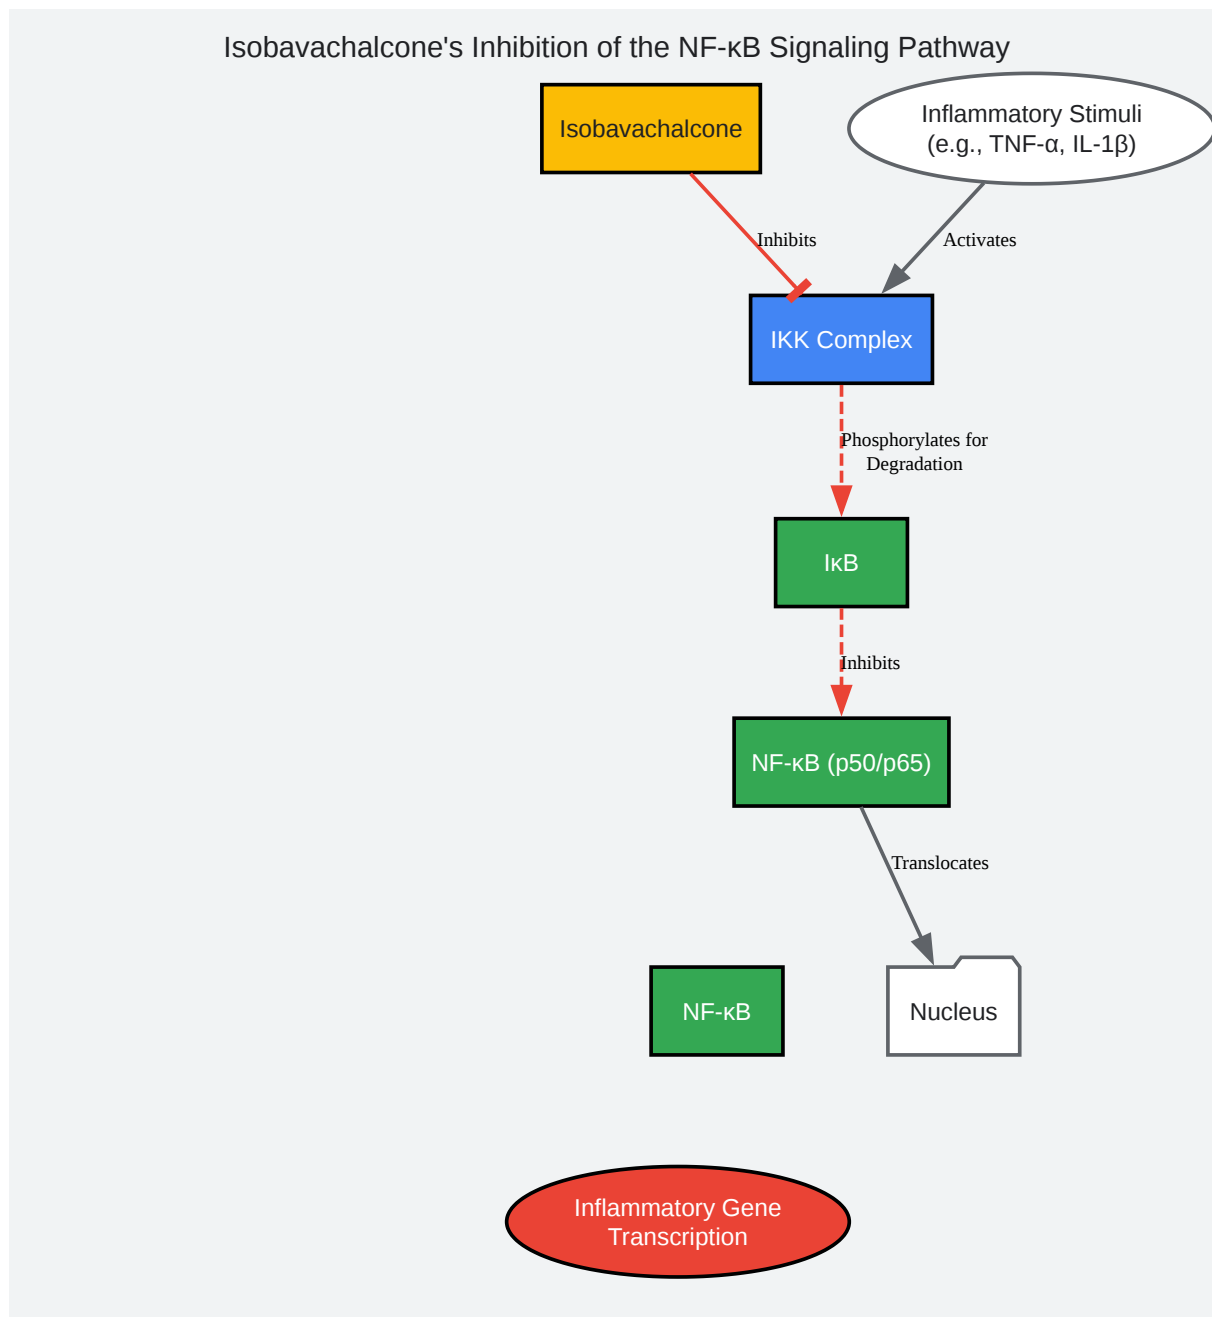 Isobavachalcone's Inhibition of the NF-κB Signaling Pathway
Isobavachalcone
Inflammatory Stimuli
(e.g., TNF-α, IL-1β)
Inhibits
Activates
IKK Complex
Phosphorylates for
Degradation
IκB
Inhibits
NF-κB (p50/p65)
Translocates
NF-κB
Nucleus
Inflammatory Gene
Transcription